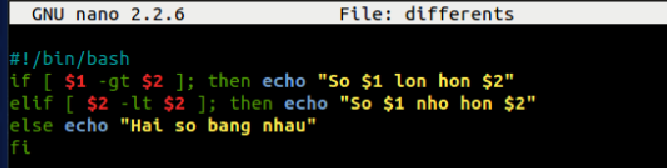 GNU nano 2.2.6 File: differents
#!/bin/bash
if [ $1 -gt $2 ]; then echo "So $1 lon hon $2"
elif [ $2 -lt $2 ]; then echo "So $1 nho hon $2"
else echo "Hai so bang nhau"
fi